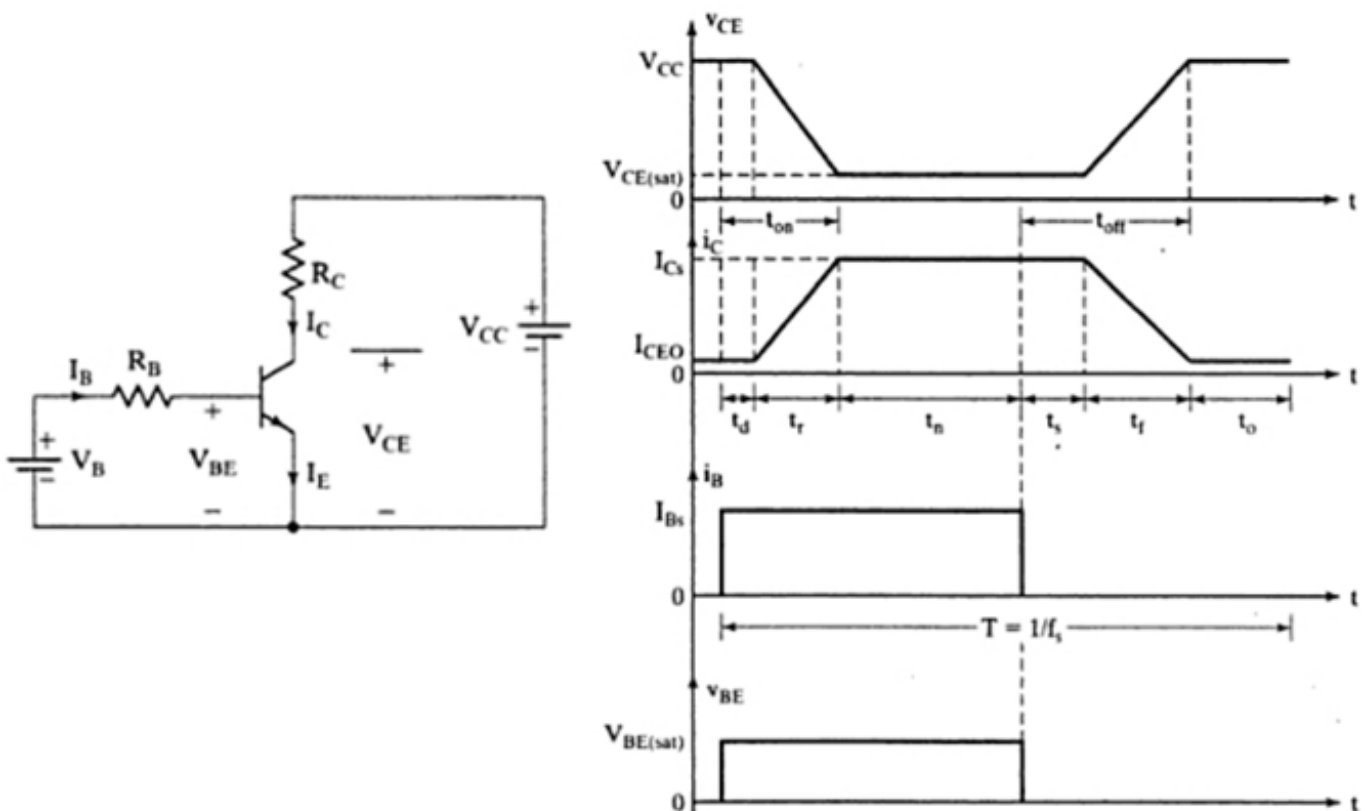 R_C
I_C
V_CC
+
−
I_B
R_B
+
V_B
−
+
V_BE
−
I_E
+
V_CE
−
v_CE
V_CC
V_CE(sat)
0
t
t_on
t_off
i_C
I_Cs
I_CEO
0
t
t_d t_r t_n t_s t_f t_o
i_B
I_Bs
0
t
T = 1/f_s
v_BE
V_BE(sat)
0
t